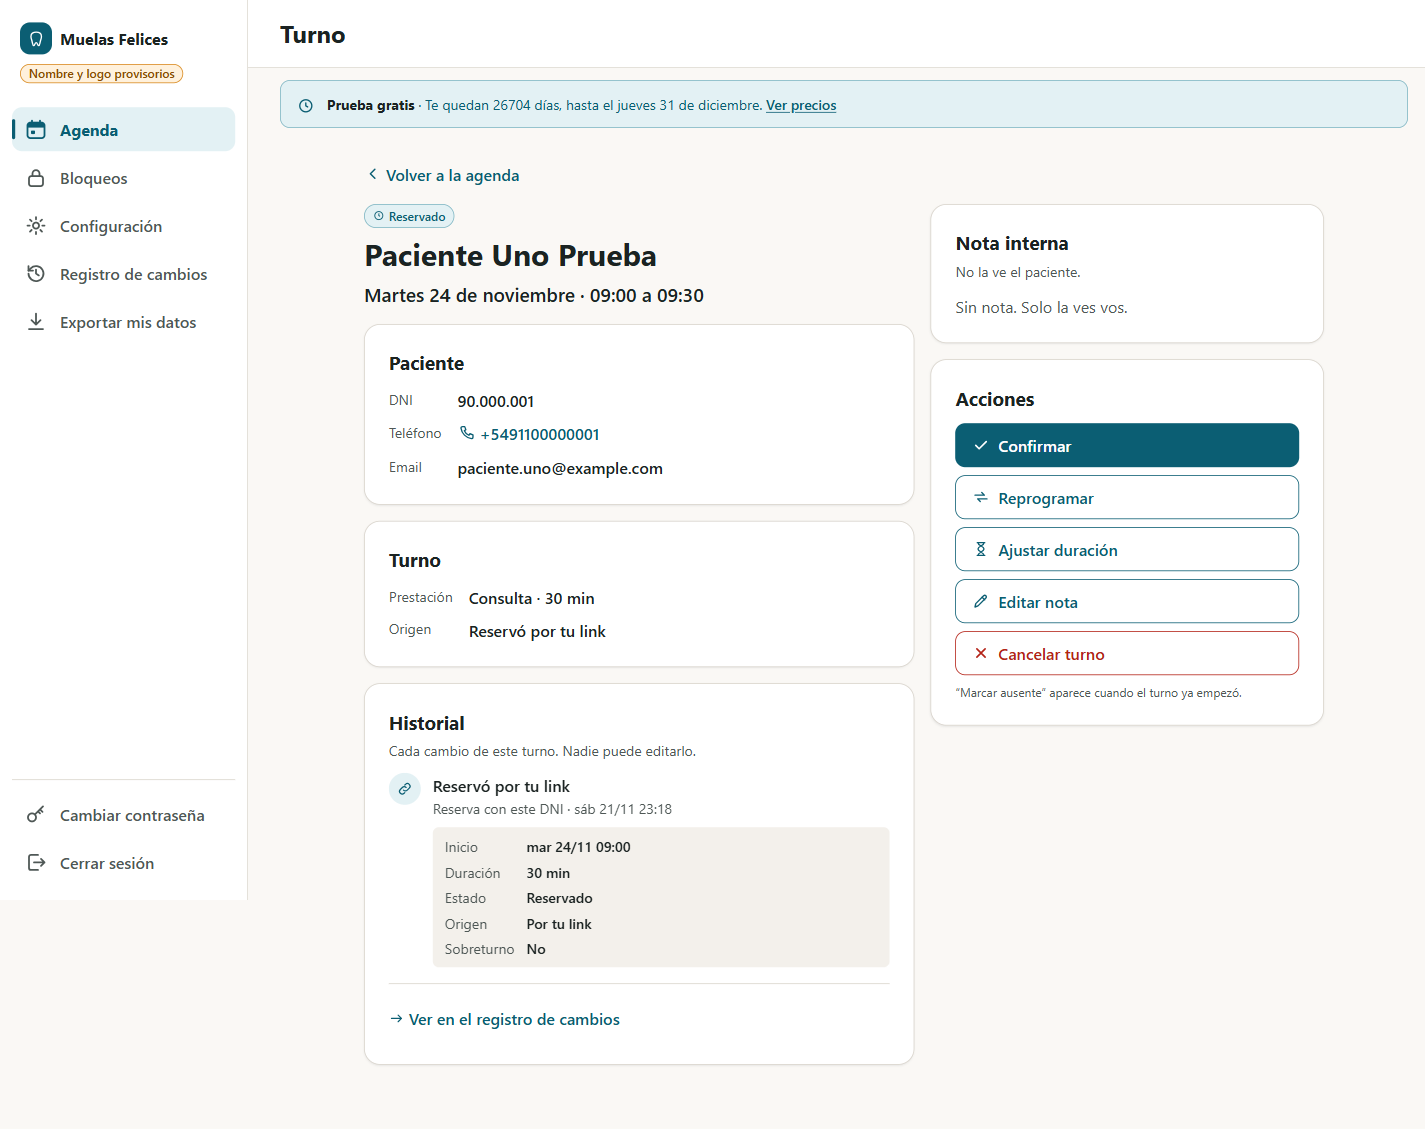 Muelas Felices
Nombre y logo provisorios
Agenda
Bloqueos
Configuración
Registro de cambios
Exportar mis datos
Cambiar contraseña
Cerrar sesión
Turno
Prueba gratis · Te quedan 26704 días, hasta el jueves 31 de diciembre. Ver precios
Volver a la agenda
Reservado
Paciente Uno Prueba
Martes 24 de noviembre · 09:00 a 09:30
Paciente
DNI 90.000.001
Teléfono +5491100000001
Email paciente.uno@example.com
Turno
Prestación Consulta · 30 min
Origen Reservó por tu link
Historial
Cada cambio de este turno. Nadie puede editarlo.
Reservó por tu link
Reserva con este DNI · sáb 21/11 23:18
Inicio mar 24/11 09:00
Duración 30 min
Estado Reservado
Origen Por tu link
Sobreturno No
→ Ver en el registro de cambios
Nota interna
No la ve el paciente.
Sin nota. Solo la ves vos.
Acciones
Confirmar
Reprogramar
Ajustar duración
Editar nota
Cancelar turno
“Marcar ausente” aparece cuando el turno ya empezó.